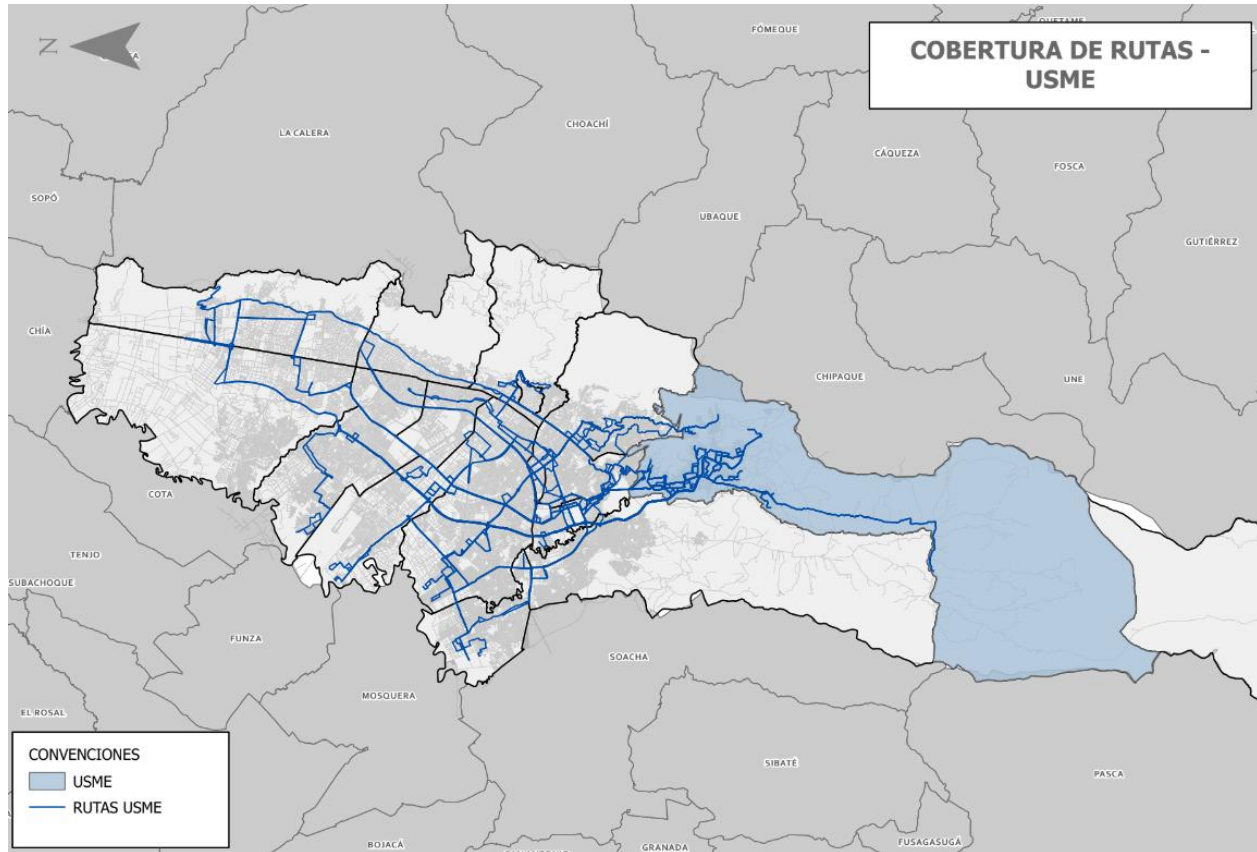 N
COBERTURA DE RUTAS -
USME
FÓMEQUE
LA CALERA
CHOACHÍ
CÁQUEZA
FOSCA
SOPÓ
UBAQUE
GUTIÉRREZ
CHÍA
CHIPAQUE
UNE
COTA
TENJO
SUBACHOQUE
FUNZA
SOACHA
MOSQUERA
EL ROSAL
SIBATÉ
PASCA
CONVENCIONES
USME
RUTAS USME
BOJACÁ
GRANADA
FUSAGASUGÁ